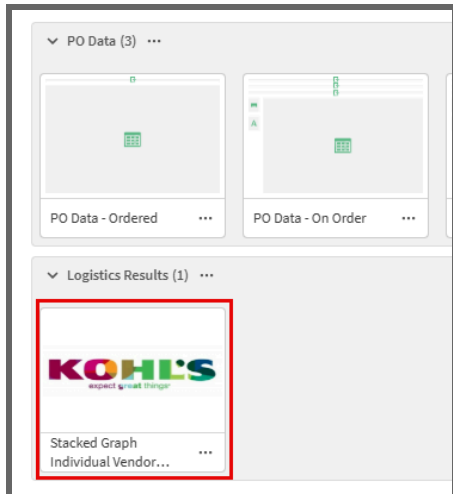 PO Data (3) ...
A
PO Data - Ordered ...
PO Data - On Order ...
Logistics Results (1) ...
KOHL'S
expect great things®
Stacked Graph
Individual Vendor... ...